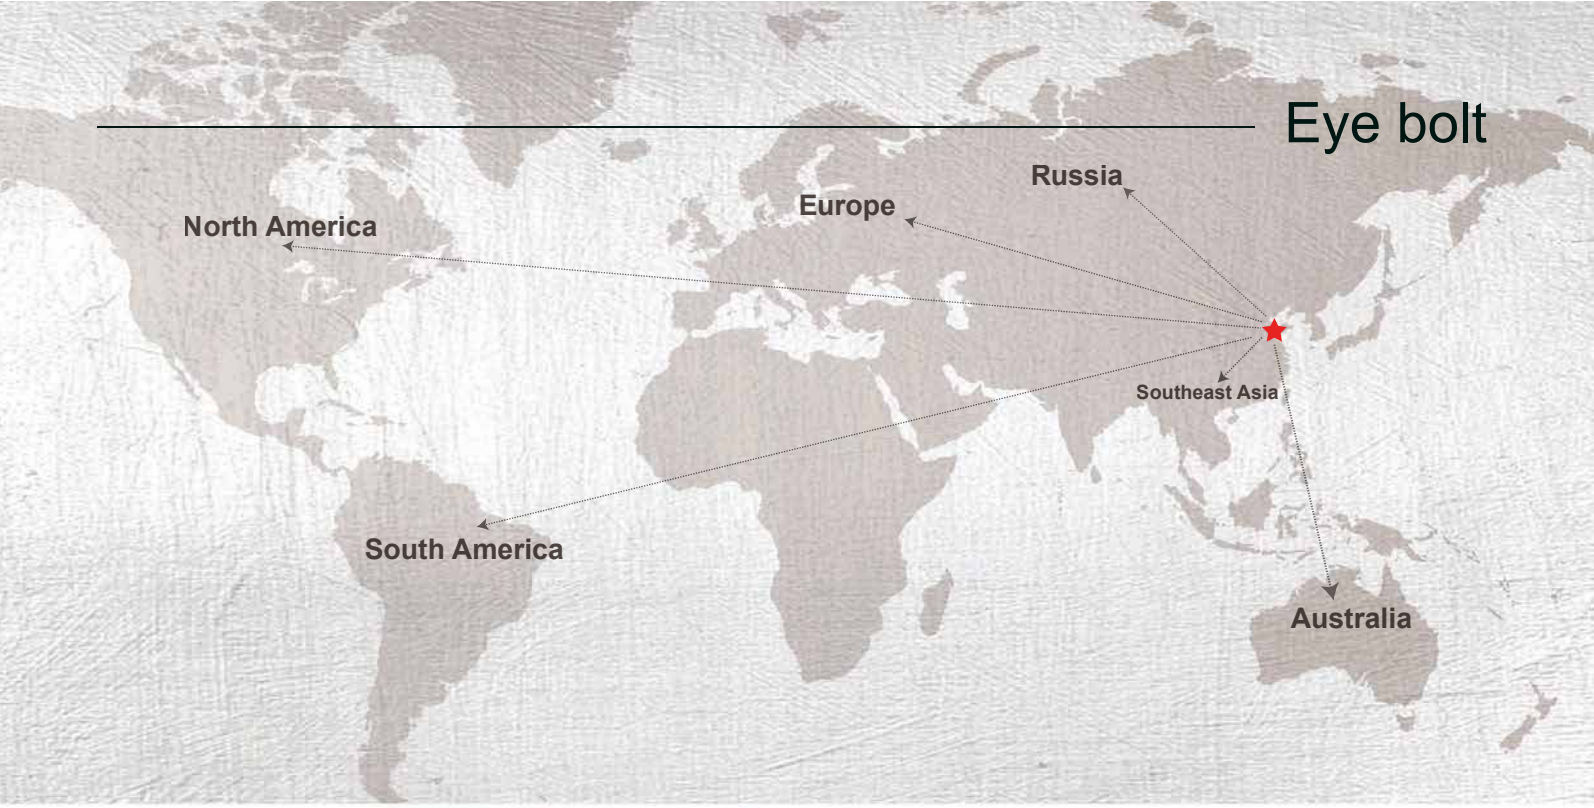 Eye bolt
Russia
Europe
North America
Southeast Asia
South America
Australia